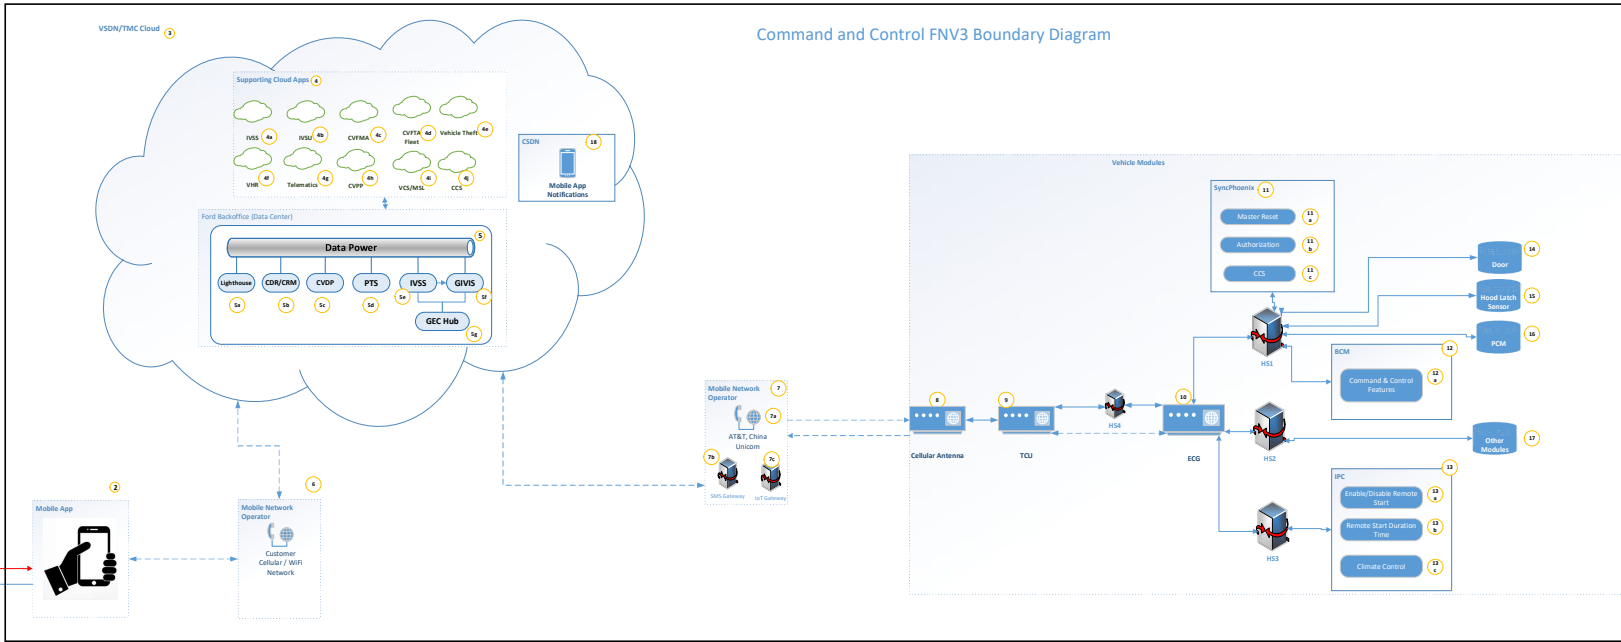 Command and Control FNV3 Boundary Diagram
VSDN/TMC Cloud
3
Supporting Cloud Apps
4
IVSS
4a
IVSU
4b
CVFMA
4c
CVFTA
Fleet
4d
Vehicle Theft
4e
VHR
4f
Telematics
4g
CVPP
4h
VCS/MSL
4i
CCS
4j
CSDN
18
Mobile App
Notifications
Ford Backoffice (Data Center)
5
Data Power
Lighthouse
CDR/CRM
CVDP
PTS
IVSS
GIVIS
5a
5b
5c
5d
5e
5f
GEC Hub
5g
2
Mobile App
6
Mobile Network
Operator
Customer
Cellular / WiFi
Network
Mobile Network
Operator
7
7a
AT&T, China
Unicom
7b
7c
SMS Gateway
IoT Gateway
Vehicle Modules
8
Cellular Antenna
9
TCU
HS4
10
ECG
SyncPhoenix
11
Master Reset
11
a
Authorization
11
b
CCS
11
c
HS1
HS2
HS3
Door
14
Hood Latch
Sensor
15
PCM
16
BCM
12
Command & Control
Features
12
a
Other
Modules
17
IPC
13
Enable/Disable Remote
Start
13
a
Remote Start Duration
Time
13
b
Climate Control
13
c